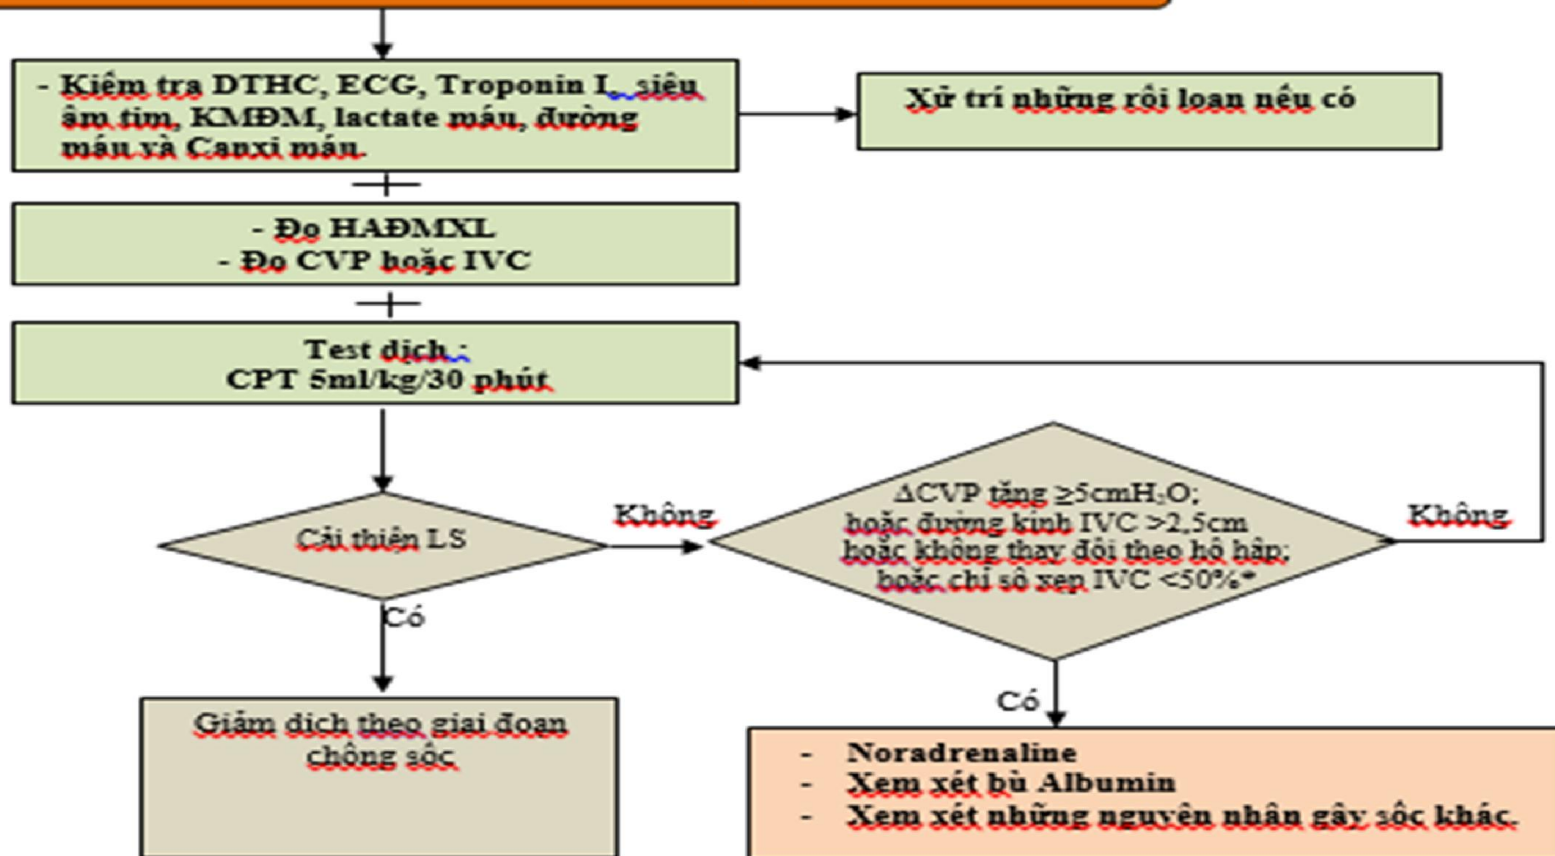 - Kiểm tra DTHC, ECG, Troponin I, siêu
âm tim, KMĐM, lactate máu, đường
máu và Canxi máu.
Xử trí những rối loạn nếu có
- Đo HAĐMXL
- Đo CVP hoặc IVC
Test dịch :
CPT 5ml/kg/30 phút
Cải thiện LS
Không
ΔCVP tăng ≥5cmH₂O;
hoặc đường kính IVC >2,5cm
hoặc không thay đổi theo hô hấp;
hoặc chỉ số xẹp IVC <50%*
Không
Có
Giảm dịch theo giai đoạn
chống sốc
Có
- Noradrenaline
- Xem xét bù Albumin
- Xem xét những nguyên nhân gây sốc khác.